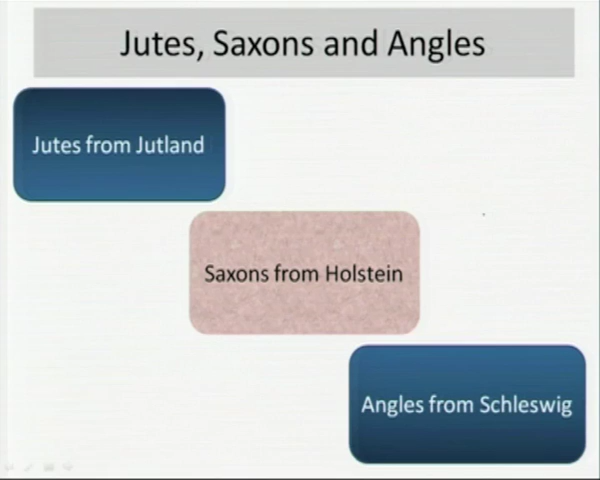 Jutes, Saxons and Angles
Jutes from Jutland
Saxons from Holstein
Angles from Schleswig